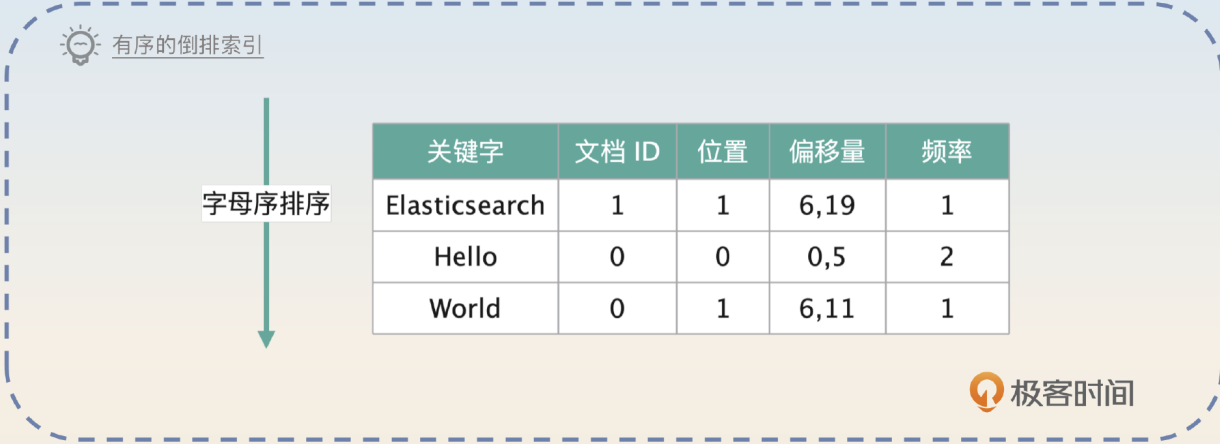 有序的倒排索引
字母序排序
关键字 文档 ID 位置 偏移量 频率
Elasticsearch 1 1 6,19 1
Hello 0 0 0,5 2
World 0 1 6,11 1
极客时间